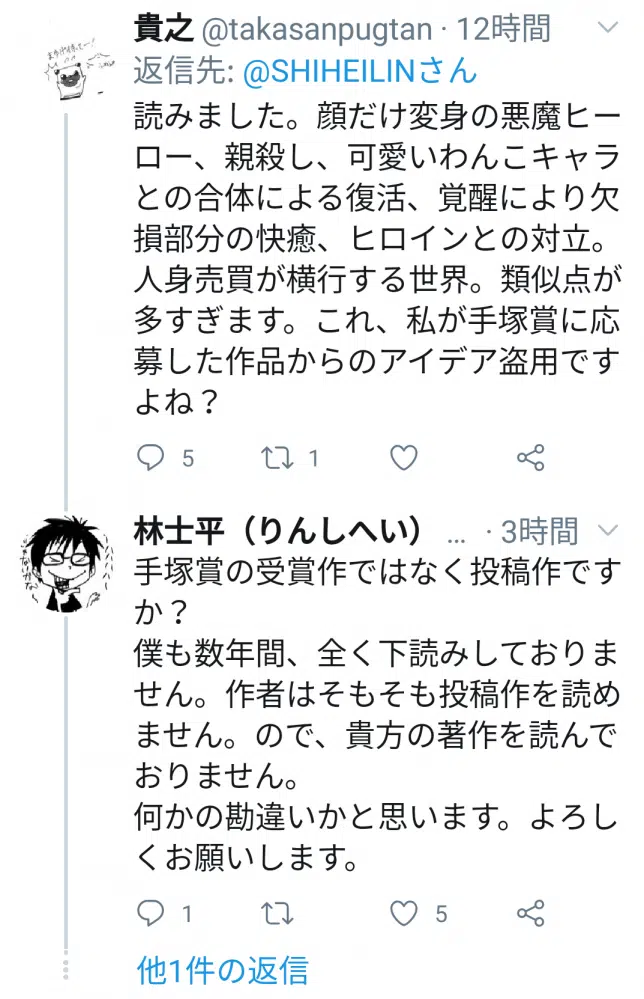 貴之 @takasanpugtan · 12時間
返信先: @SHIHEILINさん
読みました。顔だけ変身の悪魔ヒー
ロー、親殺し、可愛いわんこキャラ
との合体による復活、覚醒により欠
損部分の快癒、ヒロインとの対立。
人身売買が横行する世界。類似点が
多すぎます。これ、私が手塚賞に応
募した作品からのアイデア盗用です
よね？
5 1
林士平（りんしへい） ... · 3時間
手塚賞の受賞作ではなく投稿作です
か？
僕も数年間、全く下読みしておりま
せん。作者はそもそも投稿作を読め
ません。ので、貴方の著作を読んで
おりません。
何かの勘違いかと思います。よろし
くお願いします。
1 5
他1件の返信